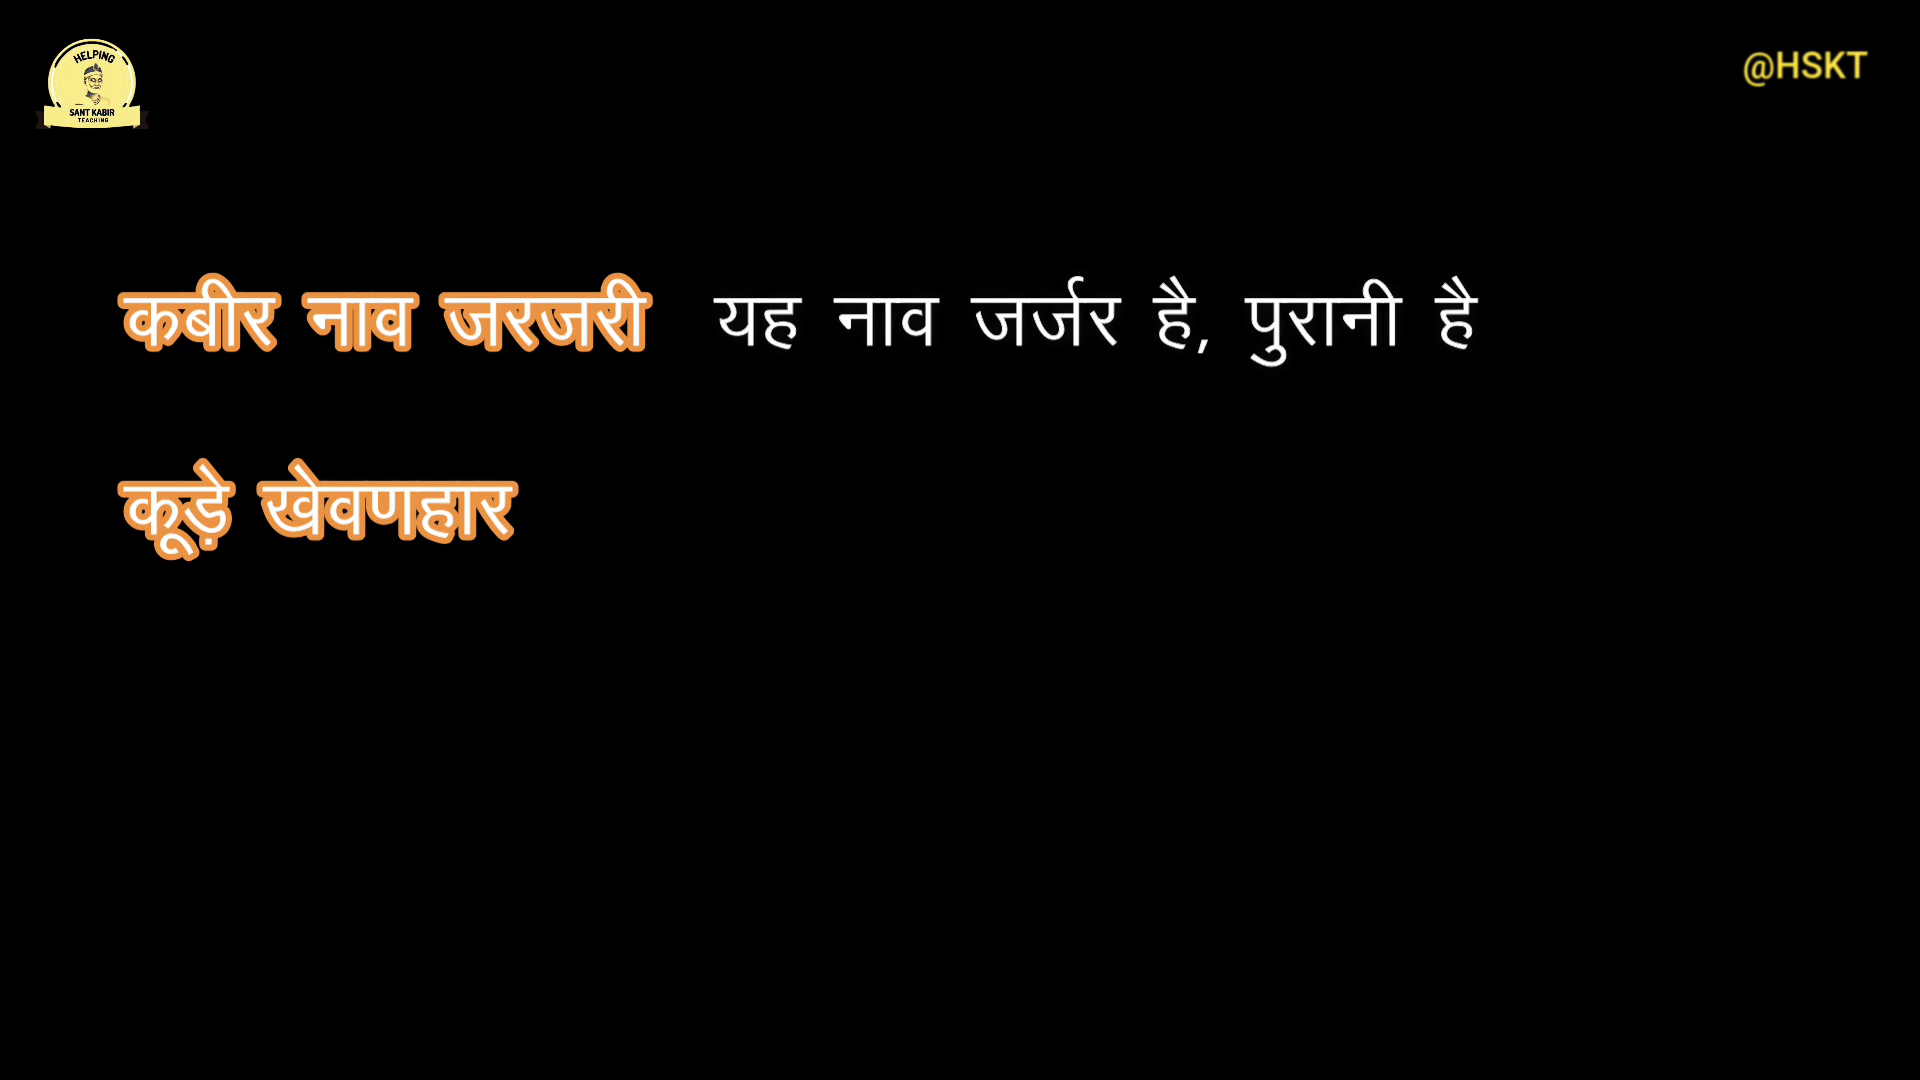 HELPING
SANT KABIR
TEACHING
@HSKT
कबीर नाव जरजरी यह नाव जर्जर है, पुरानी है
कूड़े खेवणहार